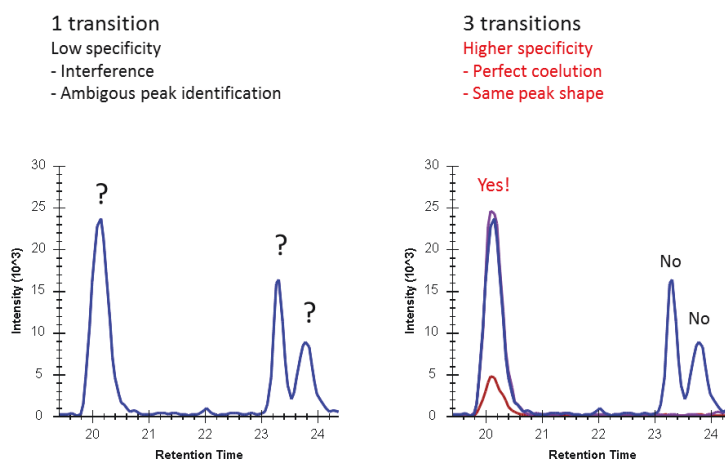 1 transition
Low specificity
- Interference
- Ambigous peak identification
3 transitions
Higher specificity
- Perfect coelution
- Same peak shape
30
25
20
15
10
5
0
Intensity (10^3)
?
?
?
20
21
22
23
24
Retention Time
30
25
20
15
10
5
0
Intensity (10^3)
Yes!
No
No
20
21
22
23
24
Retention Time